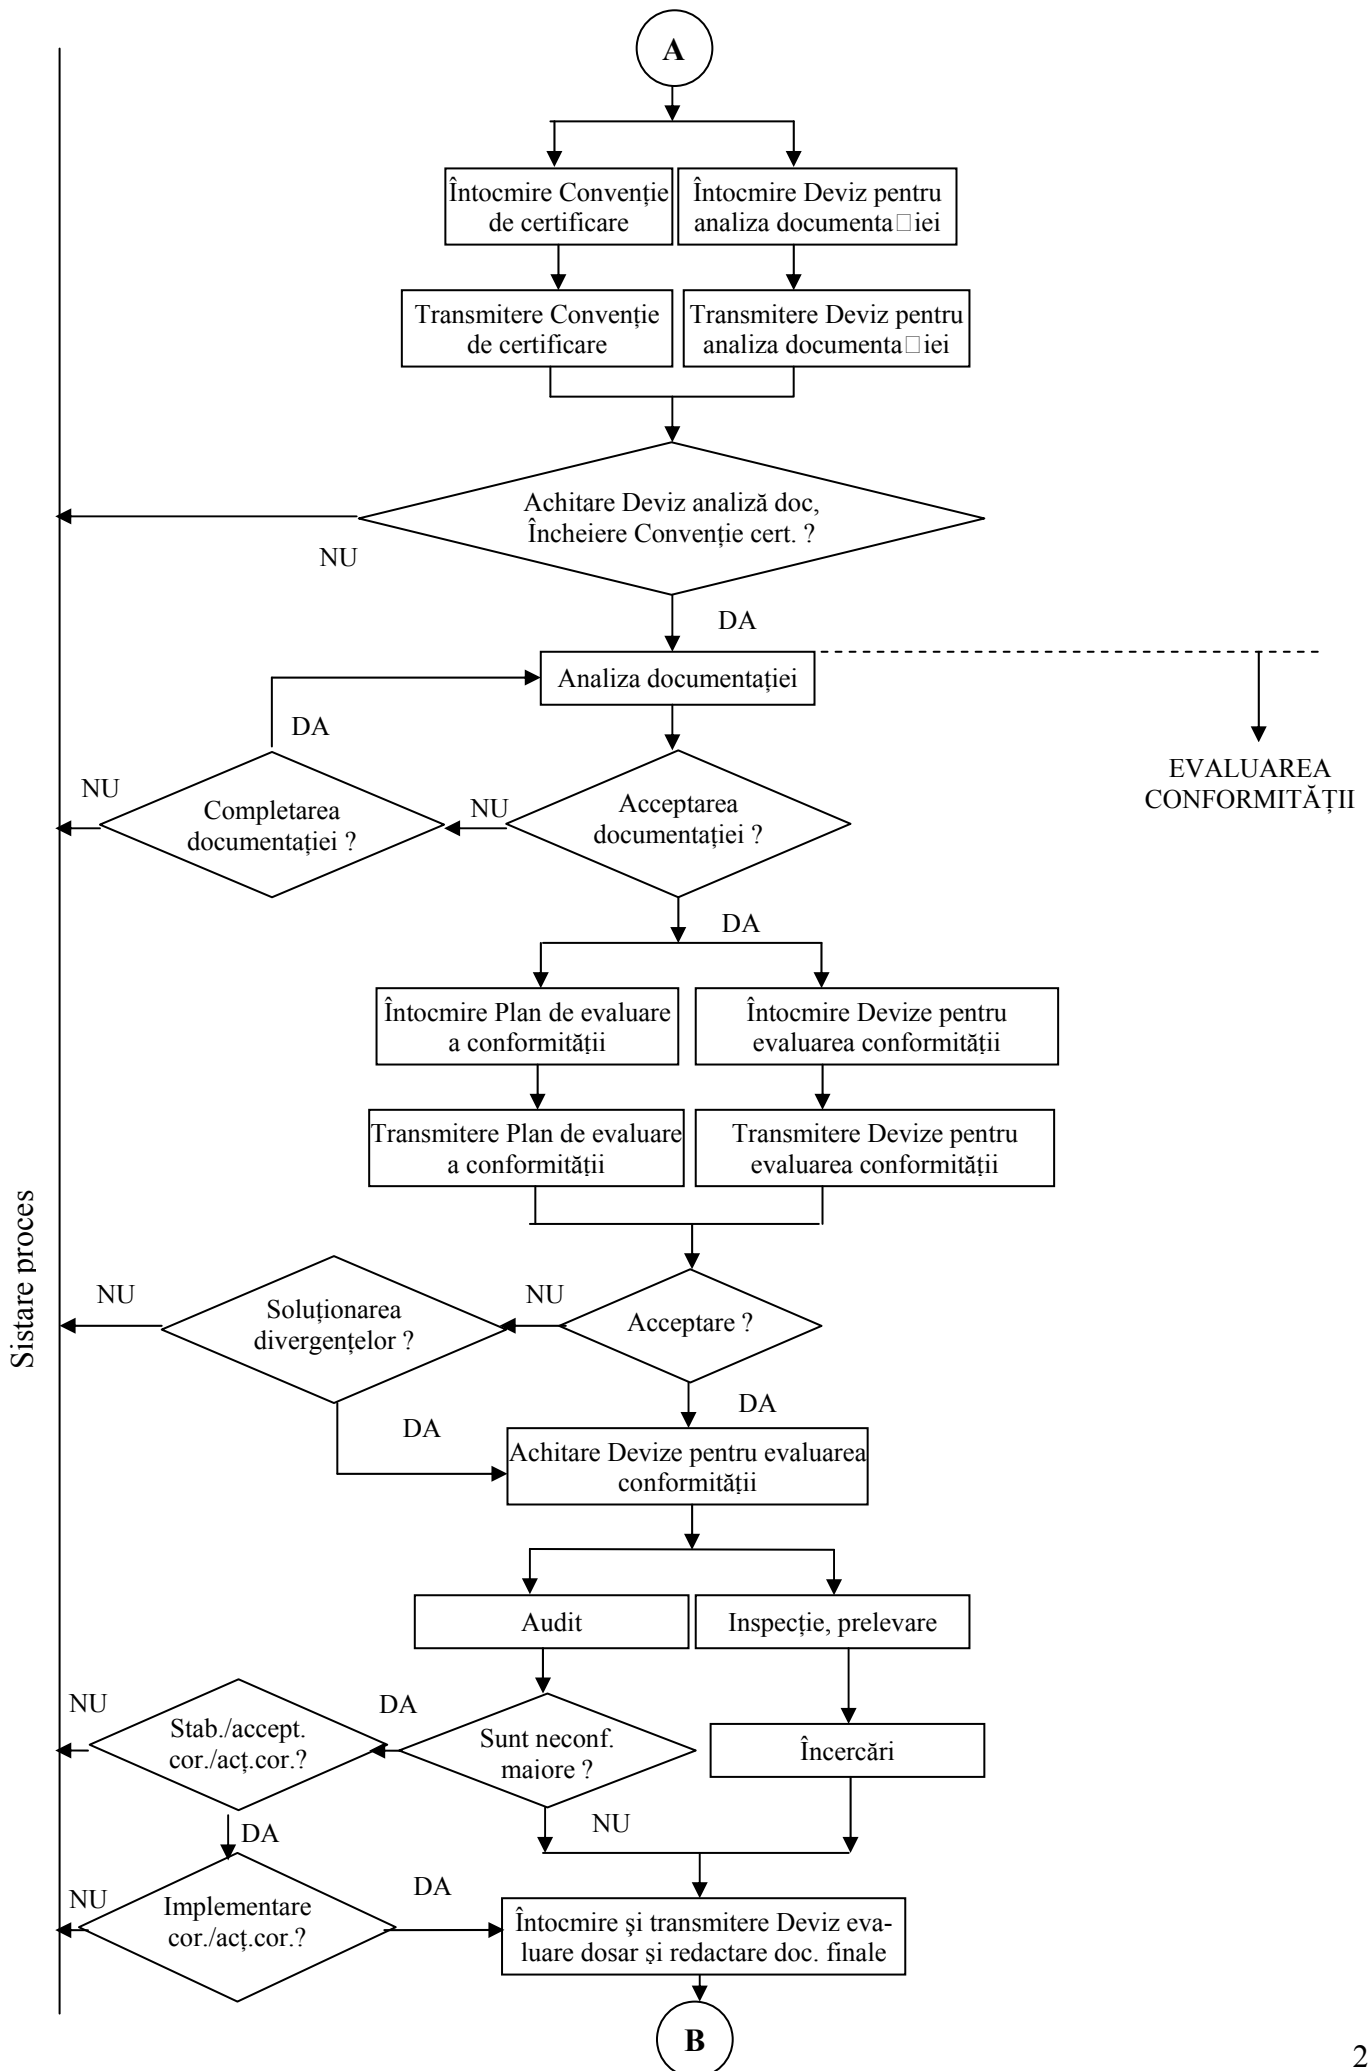 A
Întocmire Convenție
de certificare
Întocmire Deviz pentru
analiza documenta□iei
Transmitere Convenție
de certificare
Transmitere Deviz pentru
analiza documenta□iei
Achitare Deviz analiză doc,
Încheiere Convenție cert. ?
NU
DA
Analiza documentației
DA
EVALUAREA
CONFORMITĂȚII
NU
Completarea
documentației ?
NU
Acceptarea
documentației ?
DA
Întocmire Plan de evaluare
a conformității
Întocmire Devize pentru
evaluarea conformității
Transmitere Plan de evaluare
a conformității
Transmitere Devize pentru
evaluarea conformității
Sistare proces
NU
Soluționarea
divergențelor ?
NU
Acceptare ?
DA
DA
Achitare Devize pentru evaluarea
conformității
Audit
Inspecție, prelevare
NU
Stab./accept.
cor./acț.cor.?
DA
Sunt neconf.
majore ?
Încercări
NU
DA
NU
Implementare
cor./acț.cor.?
DA
Întocmire şi transmitere Deviz eva-
luare dosar şi redactare doc. finale
B
2